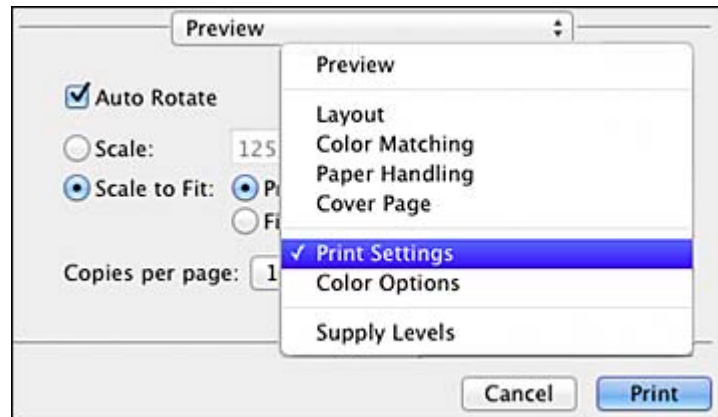 Preview
Preview
Auto Rotate
Layout
Scale:
125
Color Matching
Paper Handling
Scale to Fit:
Cover Page
✓ Print Settings
Copies per page:
1
Color Options
Supply Levels
Cancel
Print